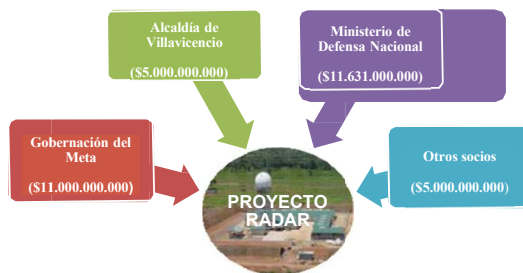 Alcaldía de
Villavicencio
($5.000.000.000)
Ministerio de
Defensa Nacional
($11.631.000.000)
Gobernación del
Meta
($11.000.000.000)
Otros socios
($5.000.000.000)
PROYECTO
RADAR